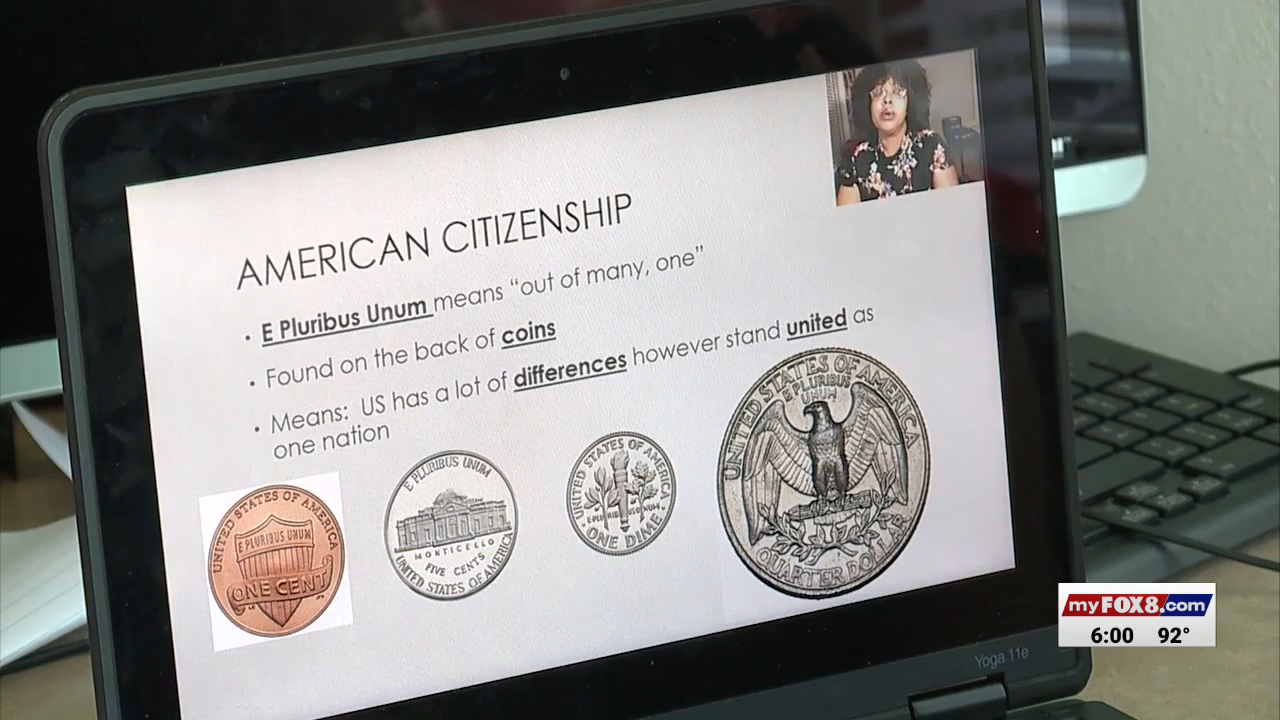 AMERICAN CITIZENSHIP
• E Pluribus Unum means “out of many, one”
• Found on the back of coins
• Means: US has a lot of differences however stand united as
one nation
UNITED STATES OF AMERICA
E PLURIBUS UNUM
ONE CENT
E PLURIBUS UNUM
MONTICELLO
FIVE CENTS
UNITED STATES OF AMERICA
UNITED STATES OF AMERICA
E PLURIBUS UNUM
ONE DIME
UNITED STATES OF AMERICA
E PLURIBUS
UNUM
QUARTER DOLLAR
Yoga 11e
myFOX8.com
6:00 92°